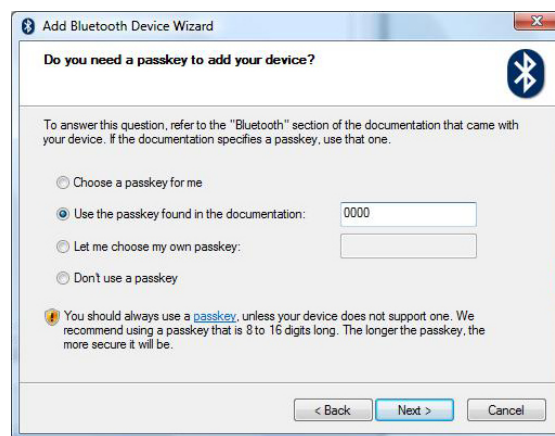 Add Bluetooth Device Wizard
Do you need a passkey to add your device?
To answer this question, refer to the "Bluetooth" section of the documentation that came with
your device. If the documentation specifies a passkey, use that one.
Choose a passkey for me
Use the passkey found in the documentation: 0000
Let me choose my own passkey:
Don't use a passkey
You should always use a passkey, unless your device does not support one. We
recommend using a passkey that is 8 to 16 digits long. The longer the passkey, the
more secure it will be.
< Back Next > Cancel